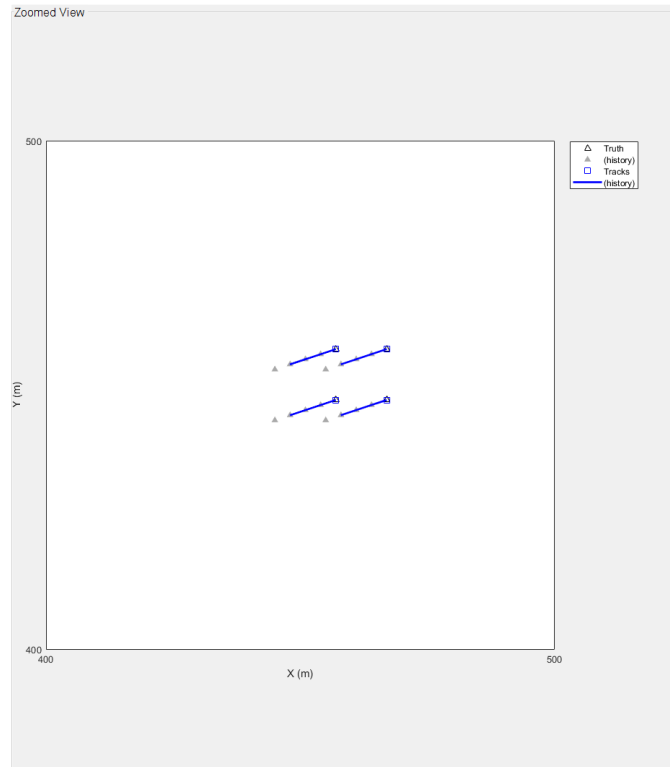 Zoomed View
500
Truth
(history)
Tracks
(history)
Y (m)
400
400
500
X (m)